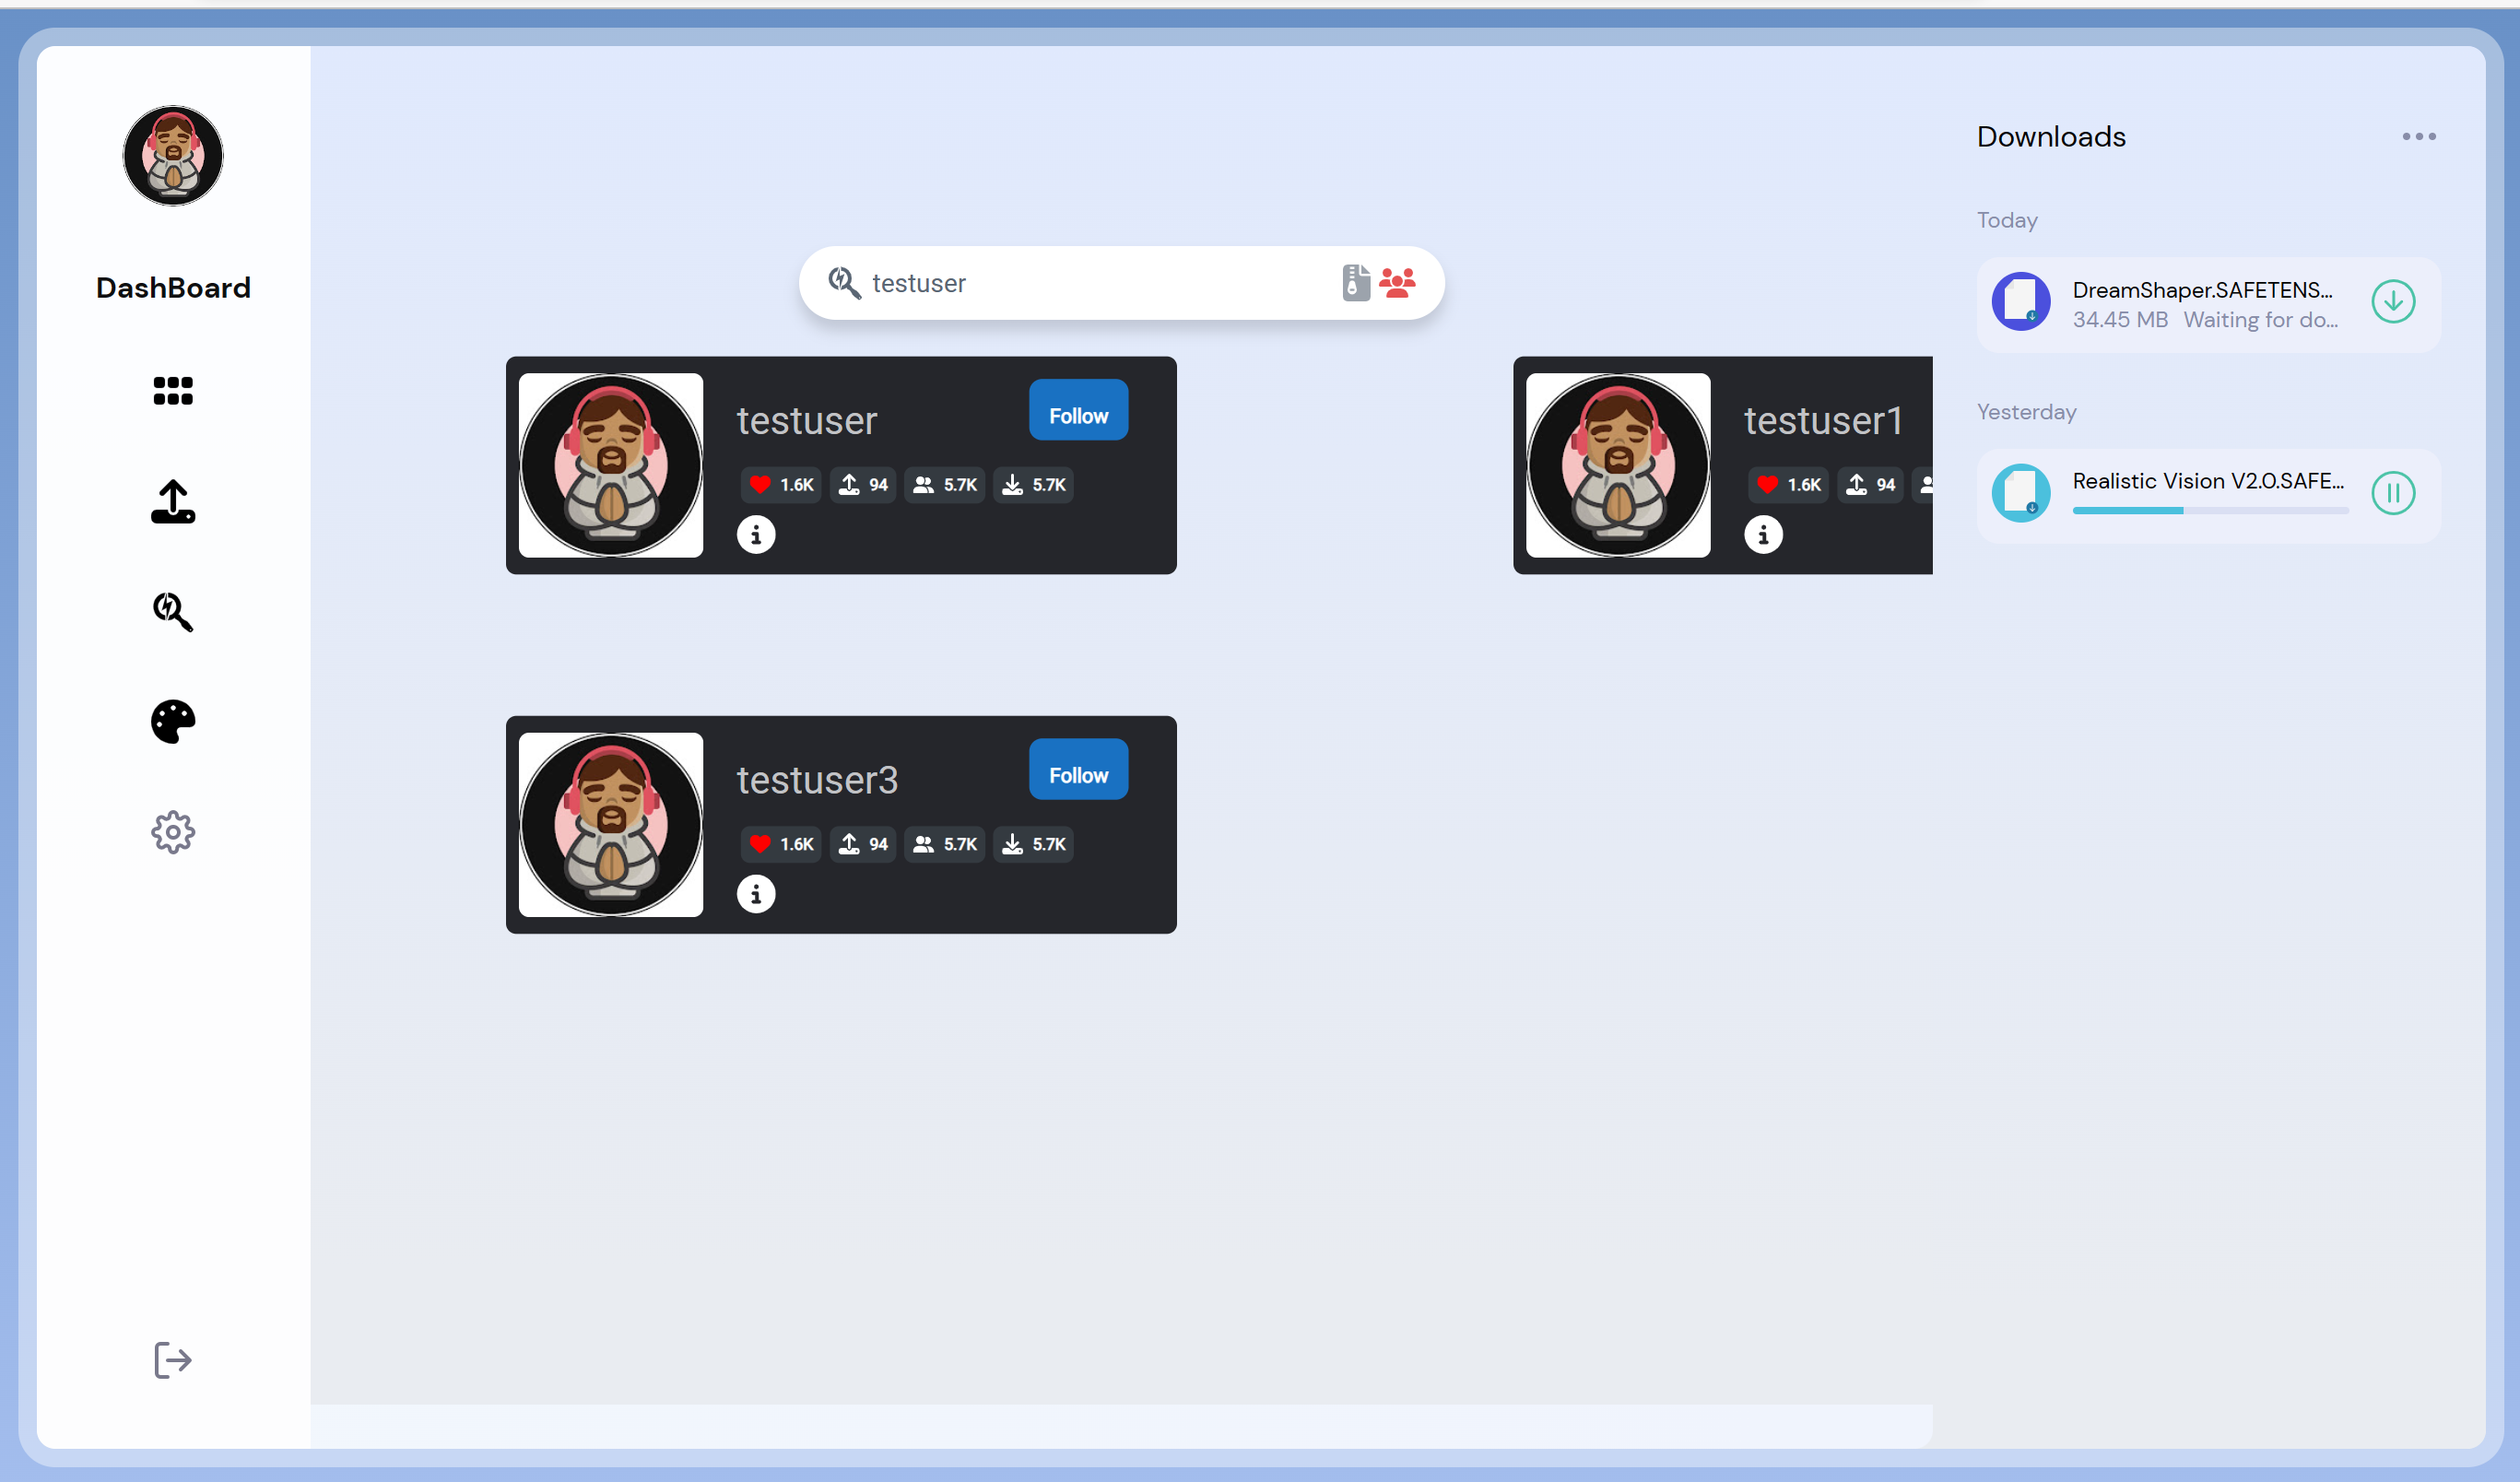 DashBoard
testuser
testuser
Follow
1.6K 94 5.7K 5.7K
testuser1
1.6K 94
testuser3
Follow
1.6K 94 5.7K 5.7K
Downloads
Today
DreamShaper.SAFETENS...
34.45 MB Waiting for do...
Yesterday
Realistic Vision V2.0.SAFE...